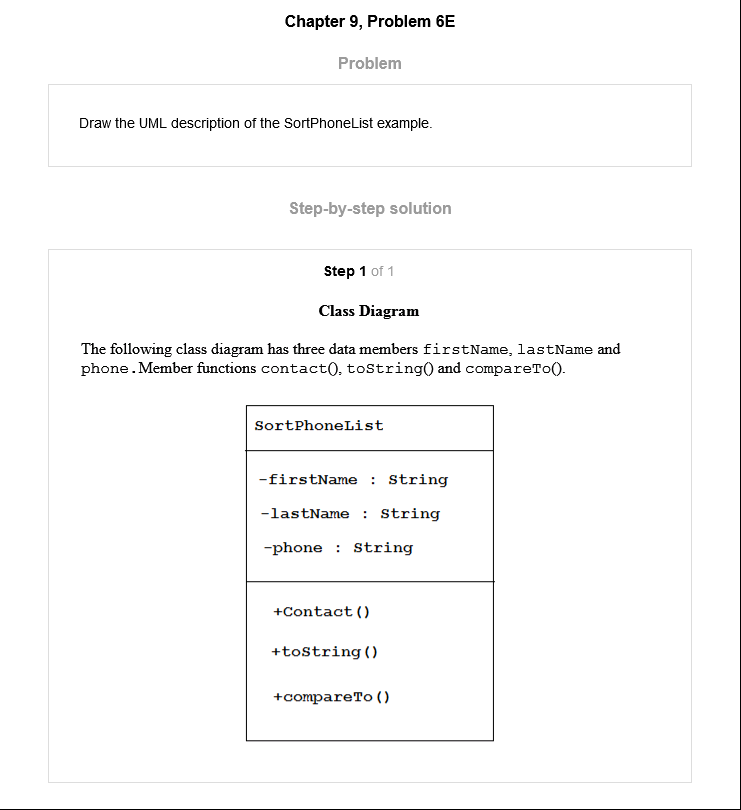 Chapter 9, Problem 6E
Problem
Draw the UML description of the SortPhoneList example.
Step-by-step solution
Step 1 of 1
Class Diagram
The following class diagram has three data members firstName, lastName and
phone. Member functions contact(), toString() and compareTo().
SortPhoneList
-firstName : String
-lastName : String
-phone : String
+Contact()
+toString()
+compareTo()